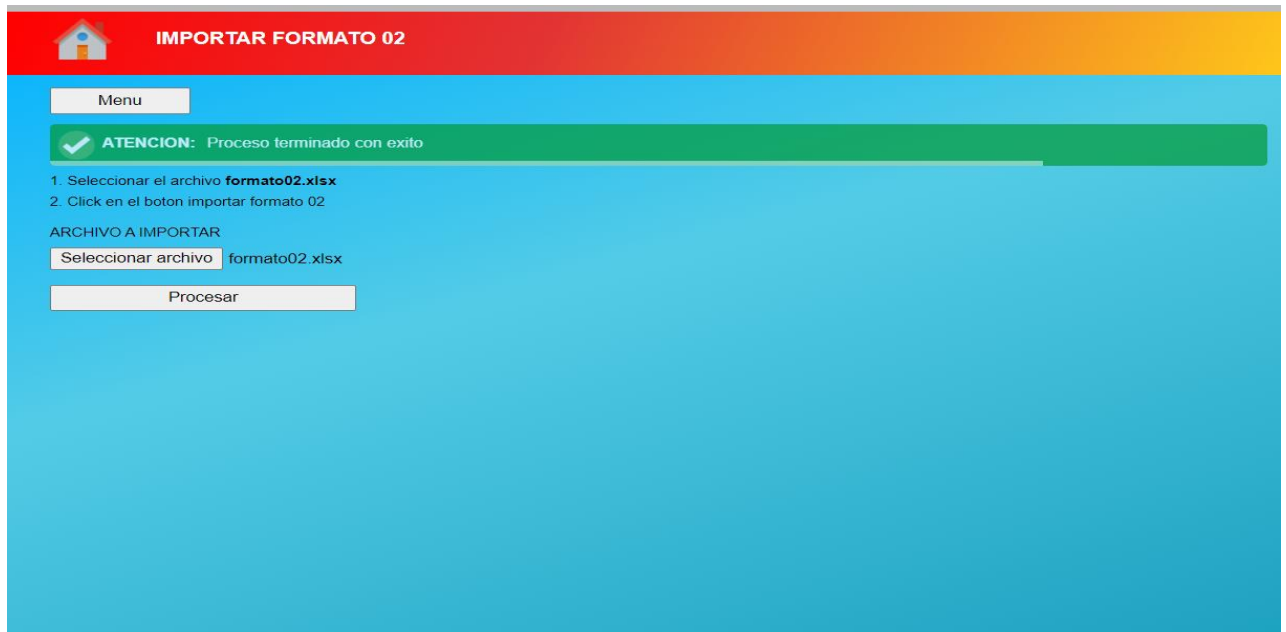 IMPORTAR FORMATO 02
Menu
ATENCION: Proceso terminado con exito
1. Seleccionar el archivo formato02.xlsx
2. Click en el boton importar formato 02
ARCHIVO A IMPORTAR
Seleccionar archivo formato02.xlsx
Procesar